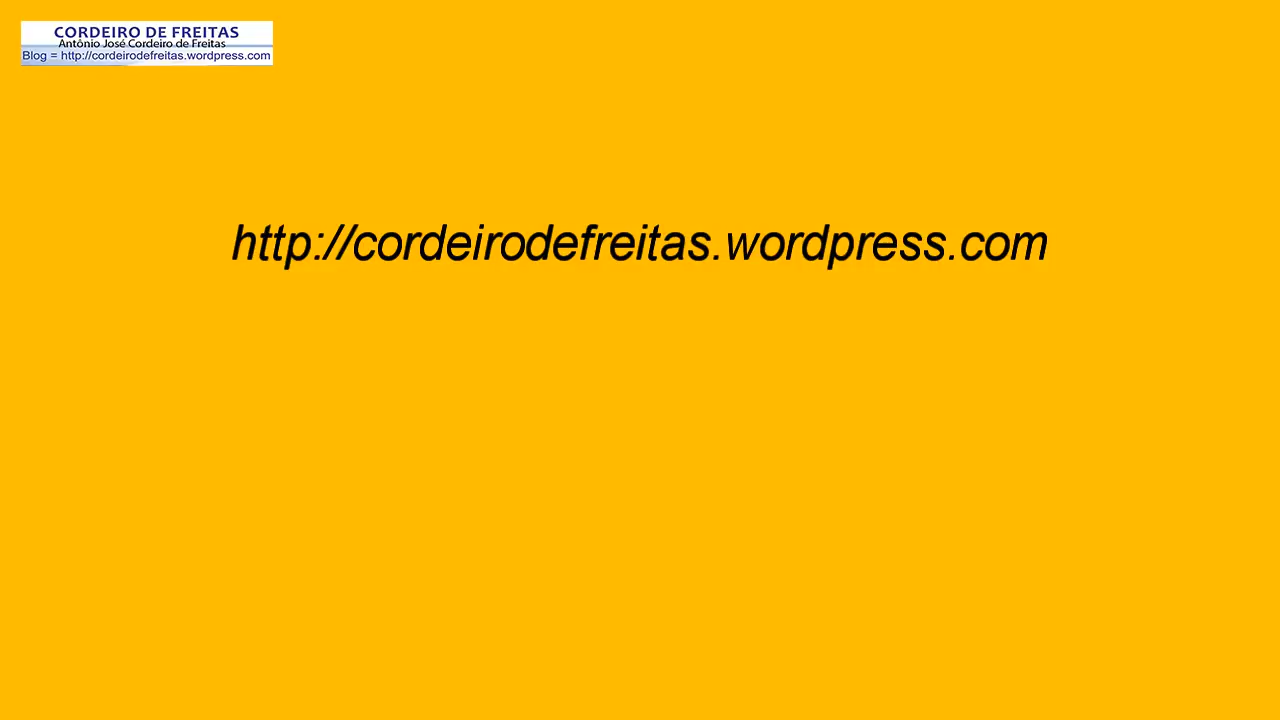 CORDEIRO DE FREITAS
Antônio José Cordeiro de Freitas
Blog = http://cordeirodefreitas.wordpress.com
http://cordeirodefreitas.wordpress.com